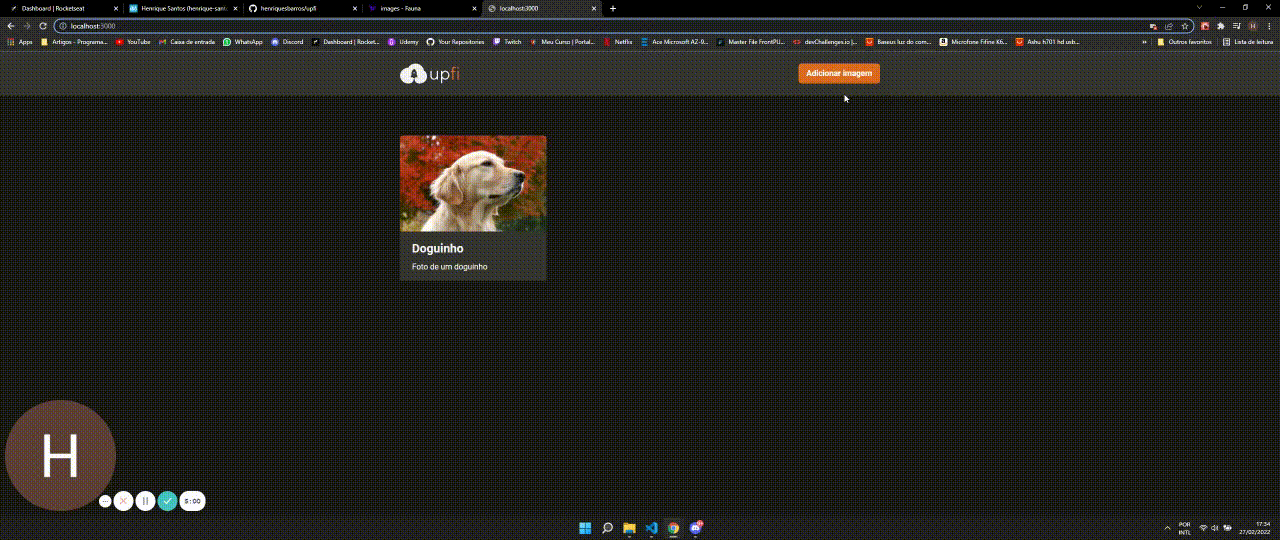 Dashboard | Rocketseat
Henrique Santos (henrique-sant
henriquesbarros/upfi
images - Fauna
localhost:3000
localhost:3000
H
Apps
Artigos - Programa...
YouTube
Caixa de entrada
WhatsApp
Discord
Dashboard | Rocket...
Udemy
Your Repositories
Twitch
Meu Curso | Portal...
Netflix
Ace Microsoft AZ-9...
Master File FrontPU...
devChallenges.io |...
Baseus luz do com...
Microfone Fifine K6...
Ashu h701 hd usb...
»
Outros favoritos
Lista de leitura
upfi
Adicionar imagem
Doguinho
Foto de um doguinho
H
5:00
POR
INTL
17:34
27/02/2022